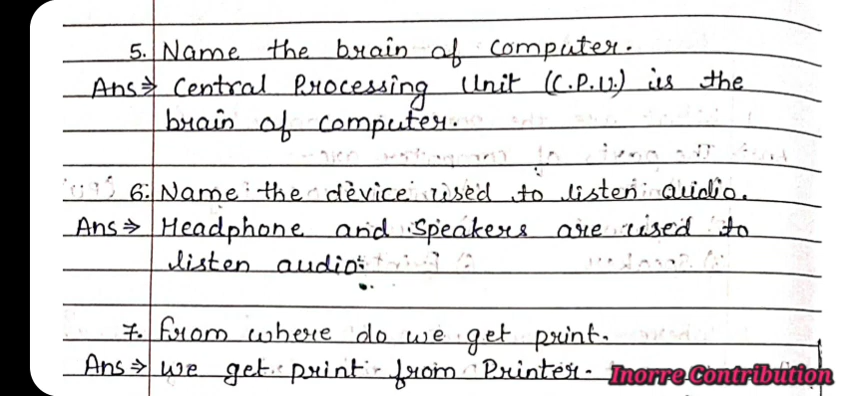 5. Name the brain of computer.
Ans⇒ Central Processing Unit (C.P.U.) is the
brain of computer.
6. Name the device used to listen audio.
Ans⇒ Headphone and Speakers are used to
listen audio.
7. From where do we get print.
Ans⇒ we get print from Printer.
Inorre Contribution